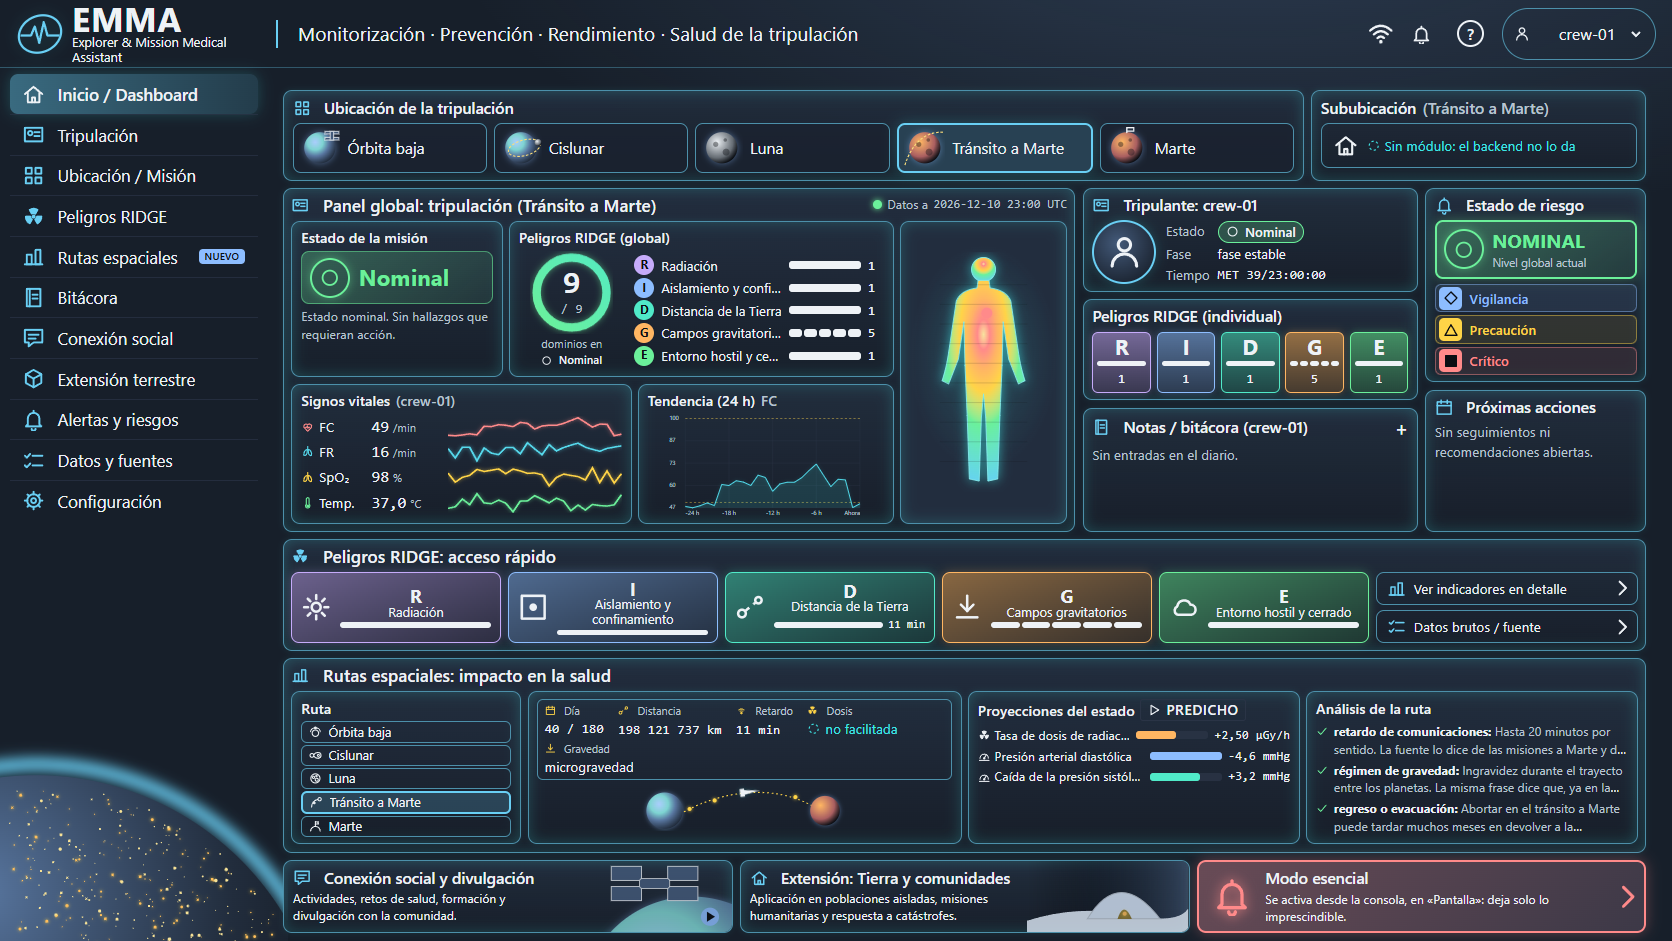 EMMA
Explorer & Mission Medical
Assistant
Monitorización · Prevención · Rendimiento · Salud de la tripulación
?
crew-01
Inicio / Dashboard
Tripulación
Ubicación / Misión
Peligros RIDGE
Rutas espaciales
NUEVO
Bitácora
Conexión social
Extensión terrestre
Alertas y riesgos
Datos y fuentes
Configuración
Ubicación de la tripulación
Órbita baja
Cislunar
Luna
Tránsito a Marte
Marte
Sububicación (Tránsito a Marte)
Sin módulo: el backend no lo da
Panel global: tripulación (Tránsito a Marte)
Datos a 2026-12-10 23:00 UTC
Estado de la misión
Nominal
Estado nominal. Sin hallazgos que
requieran acción.
Peligros RIDGE (global)
9
/ 9
dominios en
Nominal
R Radiación 1
I Aislamiento y confi... 1
D Distancia de la Tierra 1
G Campos gravitatori... 5
E Entorno hostil y ce... 1
Signos vitales (crew-01)
FC 49 /min
FR 16 /min
SpO₂ 98 %
Temp. 37,0 °C
Tendencia (24 h) FC
100
87
73
60
47
-24 h -18 h -12 h -6 h Ahora
Tripulante: crew-01
Estado Nominal
Fase fase estable
Tiempo MET 39/23:00:00
Peligros RIDGE (individual)
R I D G E
1 1 1 5 1
Notas / bitácora (crew-01) +
Sin entradas en el diario.
Estado de riesgo
NOMINAL
Nivel global actual
Vigilancia
Precaución
Crítico
Próximas acciones
Sin seguimientos ni
recomendaciones abiertas.
Peligros RIDGE: acceso rápido
R
Radiación
I
Aislamiento y
confinamiento
D
Distancia de la Tierra
11 min
G
Campos gravitatorios
E
Entorno hostil y cerrado
Ver indicadores en detalle
Datos brutos / fuente
Rutas espaciales: impacto en la salud
Ruta
Órbita baja
Cislunar
Luna
Tránsito a Marte
Marte
Día Distancia Retardo Dosis
40 / 180 198 121 737 km 11 min no facilitada
Gravedad
microgravedad
Proyecciones del estado PREDICHO
Tasa de dosis de radiac... +2,50 µGy/h
Presión arterial diastólica -4,6 mmHg
Caída de la presión sistól... +3,2 mmHg
Análisis de la ruta
retardo de comunicaciones: Hasta 20 minutos por
sentido. La fuente lo dice de las misiones a Marte y d...
régimen de gravedad: Ingravidez durante el trayecto
entre los planetas. La misma frase dice que, ya en la...
regreso o evacuación: Abortar en el tránsito a Marte
puede tardar muchos meses en devolver a la...
Conexión social y divulgación
Actividades, retos de salud, formación y
divulgación con la comunidad.
Extensión: Tierra y comunidades
Aplicación en poblaciones aisladas, misiones
humanitarias y respuesta a catástrofes.
Modo esencial
Se activa desde la consola, en «Pantalla»: deja solo lo
imprescindible.